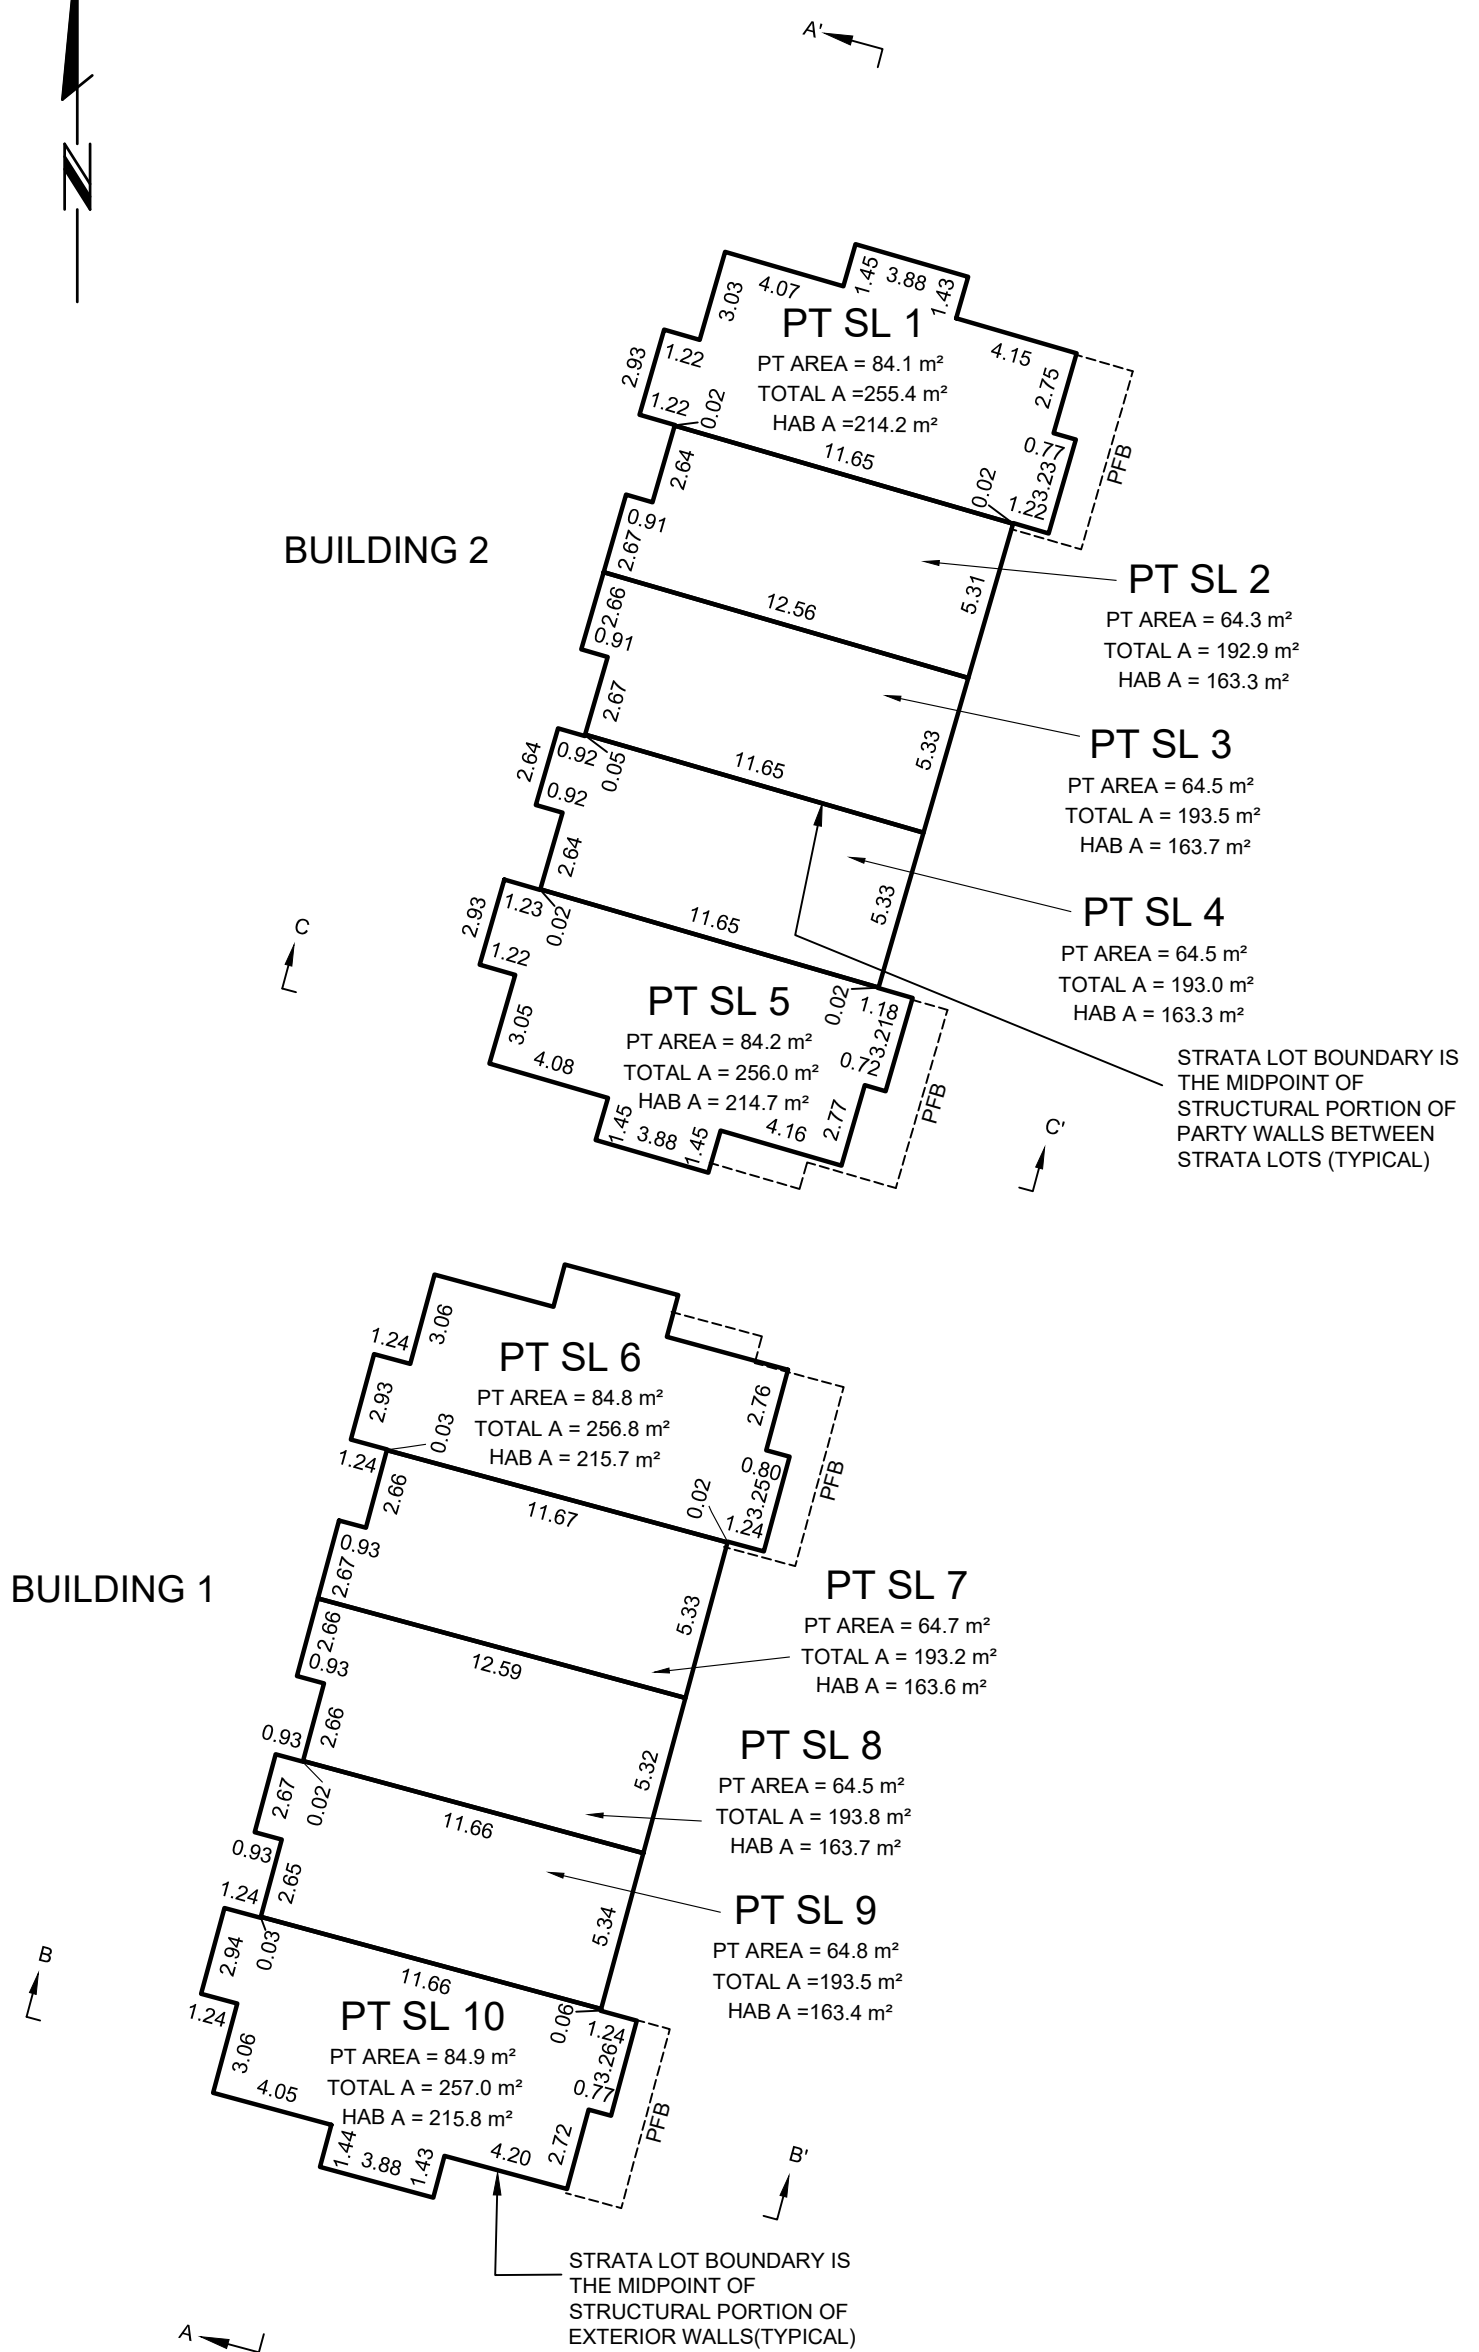 A'
N
1.45
3.88
1.43
4.07
3.03
PT SL 1
4.15
1.22
2.93
PT AREA = 84.1 m²
2.75
TOTAL A =255.4 m²
1.22
0.02
HAB A =214.2 m²
11.65
0.77
PFB
2.64
3.23
0.02
1.22
0.91
BUILDING 2
2.67
PT SL 2
5.31
12.56
2.66
PT AREA = 64.3 m²
0.91
TOTAL A = 192.9 m²
HAB A = 163.3 m²
2.67
PT SL 3
5.33
0.92
2.64
11.65
0.05
PT AREA = 64.5 m²
0.92
TOTAL A = 193.5 m²
HAB A = 163.7 m²
2.64
PT SL 4
5.33
1.23
2.93
0.02
11.65
C
PT AREA = 64.5 m²
1.22
TOTAL A = 193.0 m²
PT SL 5
0.02
1.18
HAB A = 163.3 m²
3.05
PT AREA = 84.2 m²
3.218
4.08
TOTAL A = 256.0 m²
0.72
HAB A = 214.7 m²
PFB
1.45
3.88
1.45
4.16
2.77
STRATA LOT BOUNDARY IS
THE MIDPOINT OF
STRUCTURAL PORTION OF
PARTY WALLS BETWEEN
STRATA LOTS (TYPICAL)
C'
3.06
1.24
PT SL 6
2.93
PT AREA = 84.8 m²
2.76
0.03
TOTAL A = 256.8 m²
1.24
HAB A = 215.7 m²
0.80
PFB
2.66
11.67
0.02
3.25
1.24
0.93
2.67
BUILDING 1
PT SL 7
5.33
2.66
PT AREA = 64.7 m²
0.93
12.59
TOTAL A = 193.2 m²
HAB A = 163.6 m²
2.66
0.93
PT SL 8
5.32
2.67
0.02
PT AREA = 64.5 m²
11.66
TOTAL A = 193.8 m²
0.93
HAB A = 163.7 m²
2.65
1.24
PT SL 9
5.34
2.94
0.03
PT AREA = 64.8 m²
B
11.66
TOTAL A =193.5 m²
1.24
PT SL 10
0.06
1.24
HAB A =163.4 m²
3.06
PT AREA = 84.9 m²
3.26
4.05
TOTAL A = 257.0 m²
0.77
HAB A = 215.8 m²
PFB
1.44
3.88
1.43
4.20
2.72
B'
STRATA LOT BOUNDARY IS
THE MIDPOINT OF
STRUCTURAL PORTION OF
EXTERIOR WALLS(TYPICAL)
A